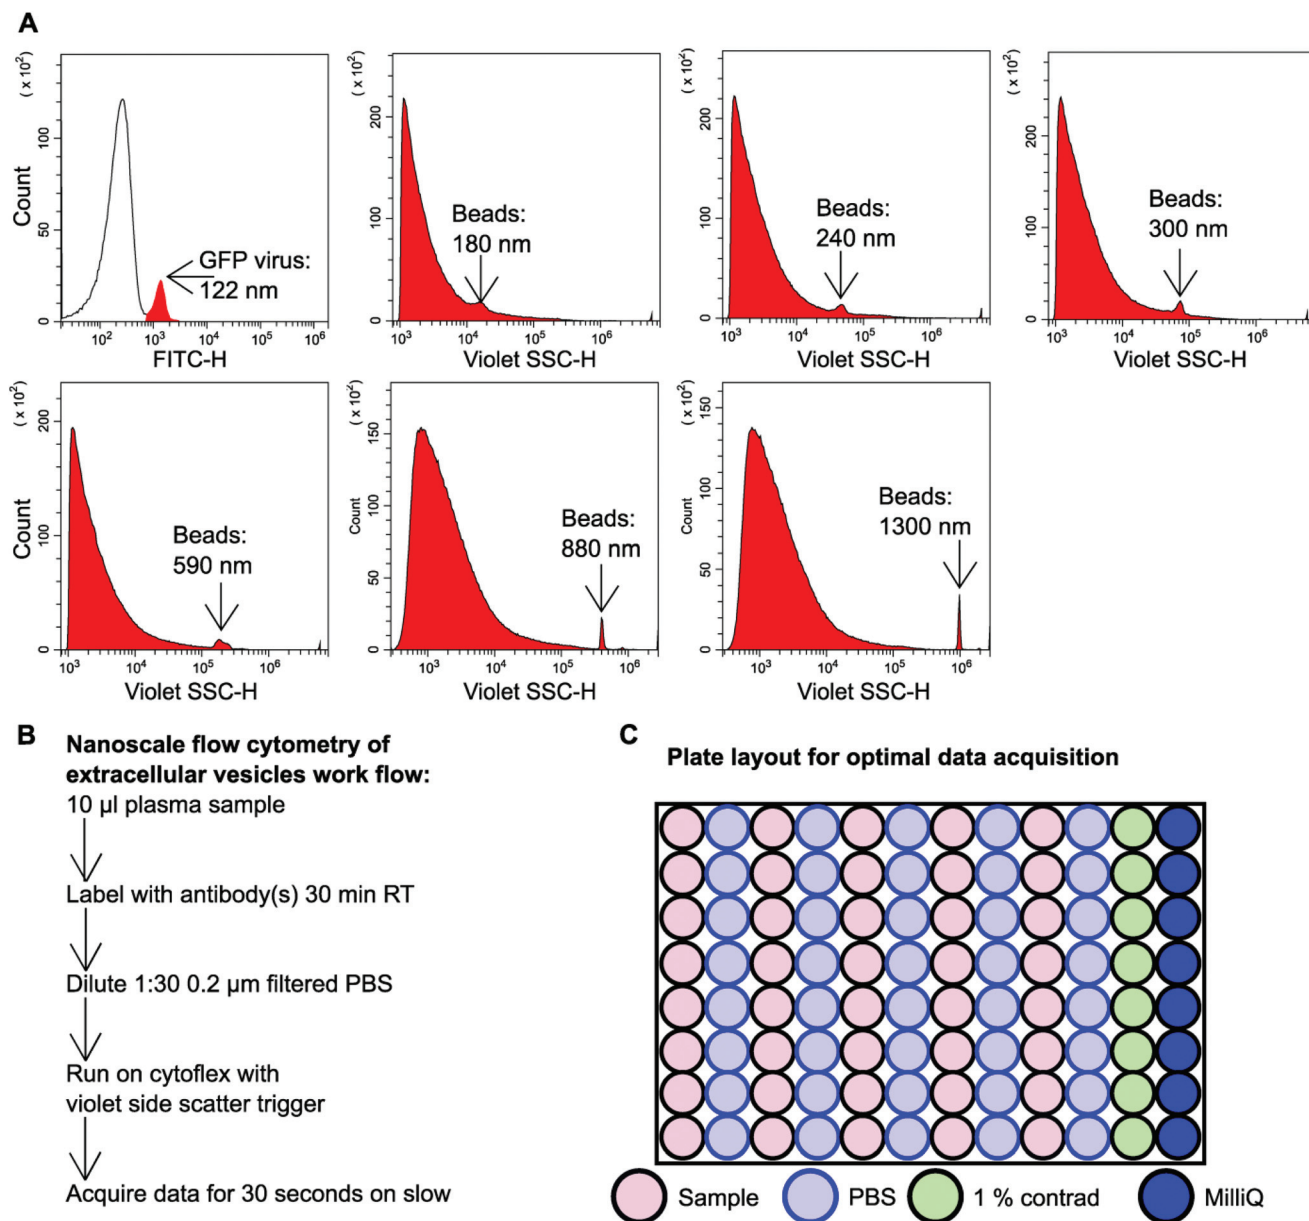 A
( x 10²)
Count
0
50
100
GFP virus:
122 nm
10² 10³ 10⁴ 10⁵ 10⁶
FITC-H
( x 10²)
0
100
200
Beads:
180 nm
10³ 10⁴ 10⁵ 10⁶
Violet SSC-H
( x 10²)
0
100
200
Beads:
240 nm
10³ 10⁴ 10⁵ 10⁶
Violet SSC-H
( x 10²)
0
100
200
Beads:
300 nm
10³ 10⁴ 10⁵ 10⁶
Violet SSC-H
( x 10²)
Count
0
100
200
Beads:
590 nm
10³ 10⁴ 10⁵ 10⁶
Violet SSC-H
( x 10²)
Count
0
50
100
150
Beads:
880 nm
10³ 10⁴ 10⁵ 10⁶
Violet SSC-H
( x 10²)
Count
0
50
100
150
Beads:
1300 nm
10³ 10⁴ 10⁵ 10⁶
Violet SSC-H
B
Nanoscale flow cytometry of
extracellular vesicles work flow:
10 µl plasma sample
Label with antibody(s) 30 min RT
Dilute 1:30 0.2 µm filtered PBS
Run on cytoflex with
violet side scatter trigger
Acquire data for 30 seconds on slow
C
Plate layout for optimal data acquisition
Sample
PBS
1 % contrad
MilliQ